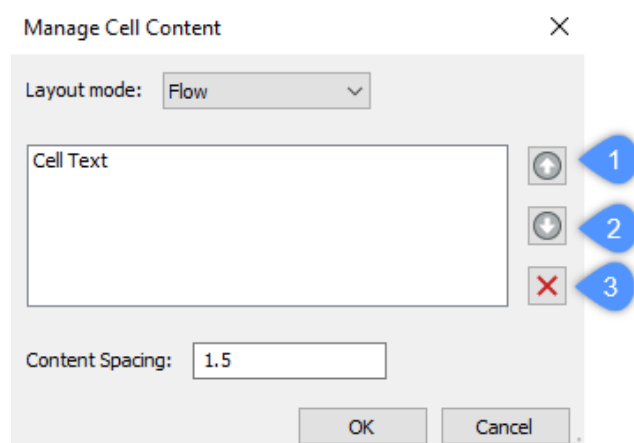 Manage Cell Content
Layout mode: Flow
Cell Text
1
2
3
Content Spacing: 1.5
OK Cancel